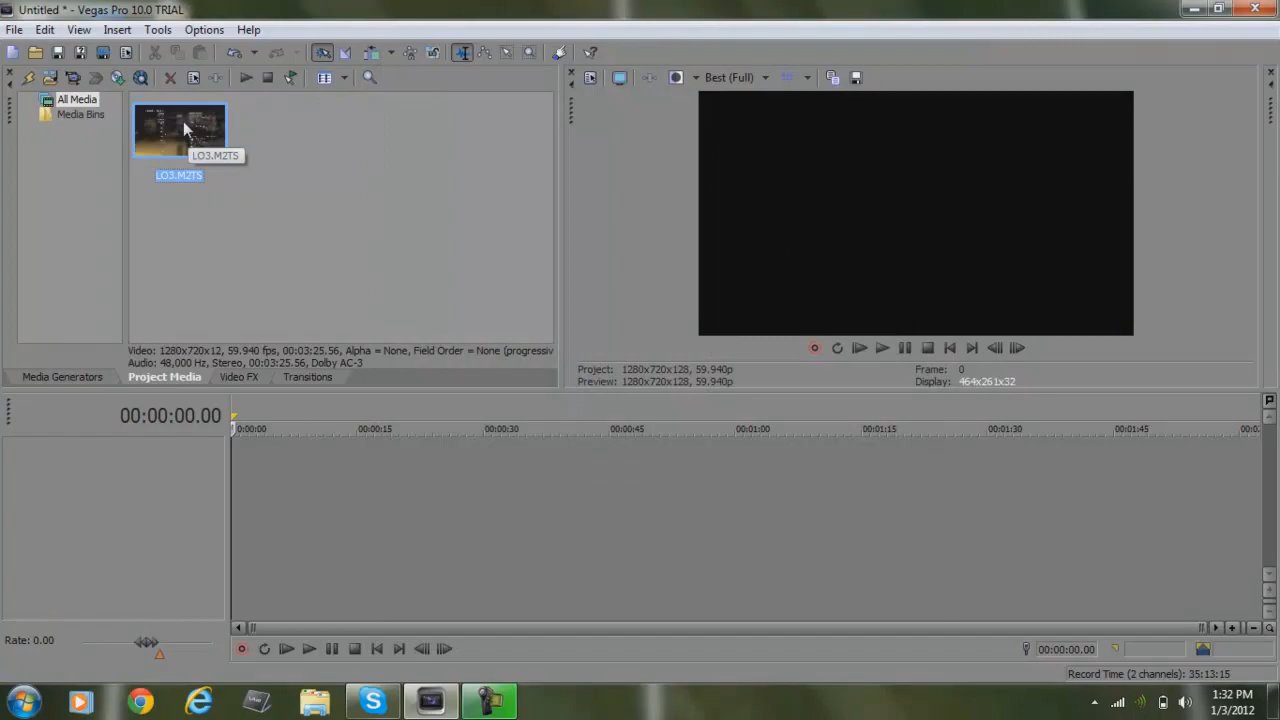 Untitled * - Vegas Pro 10.0 TRIAL
File Edit View Insert Tools Options Help
Best (Full)
All Media
Media Bins
LO3.M2TS
LO3.M2TS
Video: 1280x720x12, 59.940 fps, 00:03:25.56, Alpha = None, Field Order = None (progressiv
Audio: 48,000 Hz, Stereo, 00:03:25.56, Dolby AC-3
Media Generators Project Media Video FX Transitions
Project: 1280x720x128, 59.940p
Preview: 1280x720x128, 59.940p
Frame: 0
Display: 464x261x32
00:00:00.00
0:00:00 00:00:15 00:00:30 00:00:45 00:01:00 00:01:15 00:01:30 00:01:45 00:0
Rate: 0.00
00:00:00.00
Record Time (2 channels): 35:13:15
1:32 PM
1/3/2012